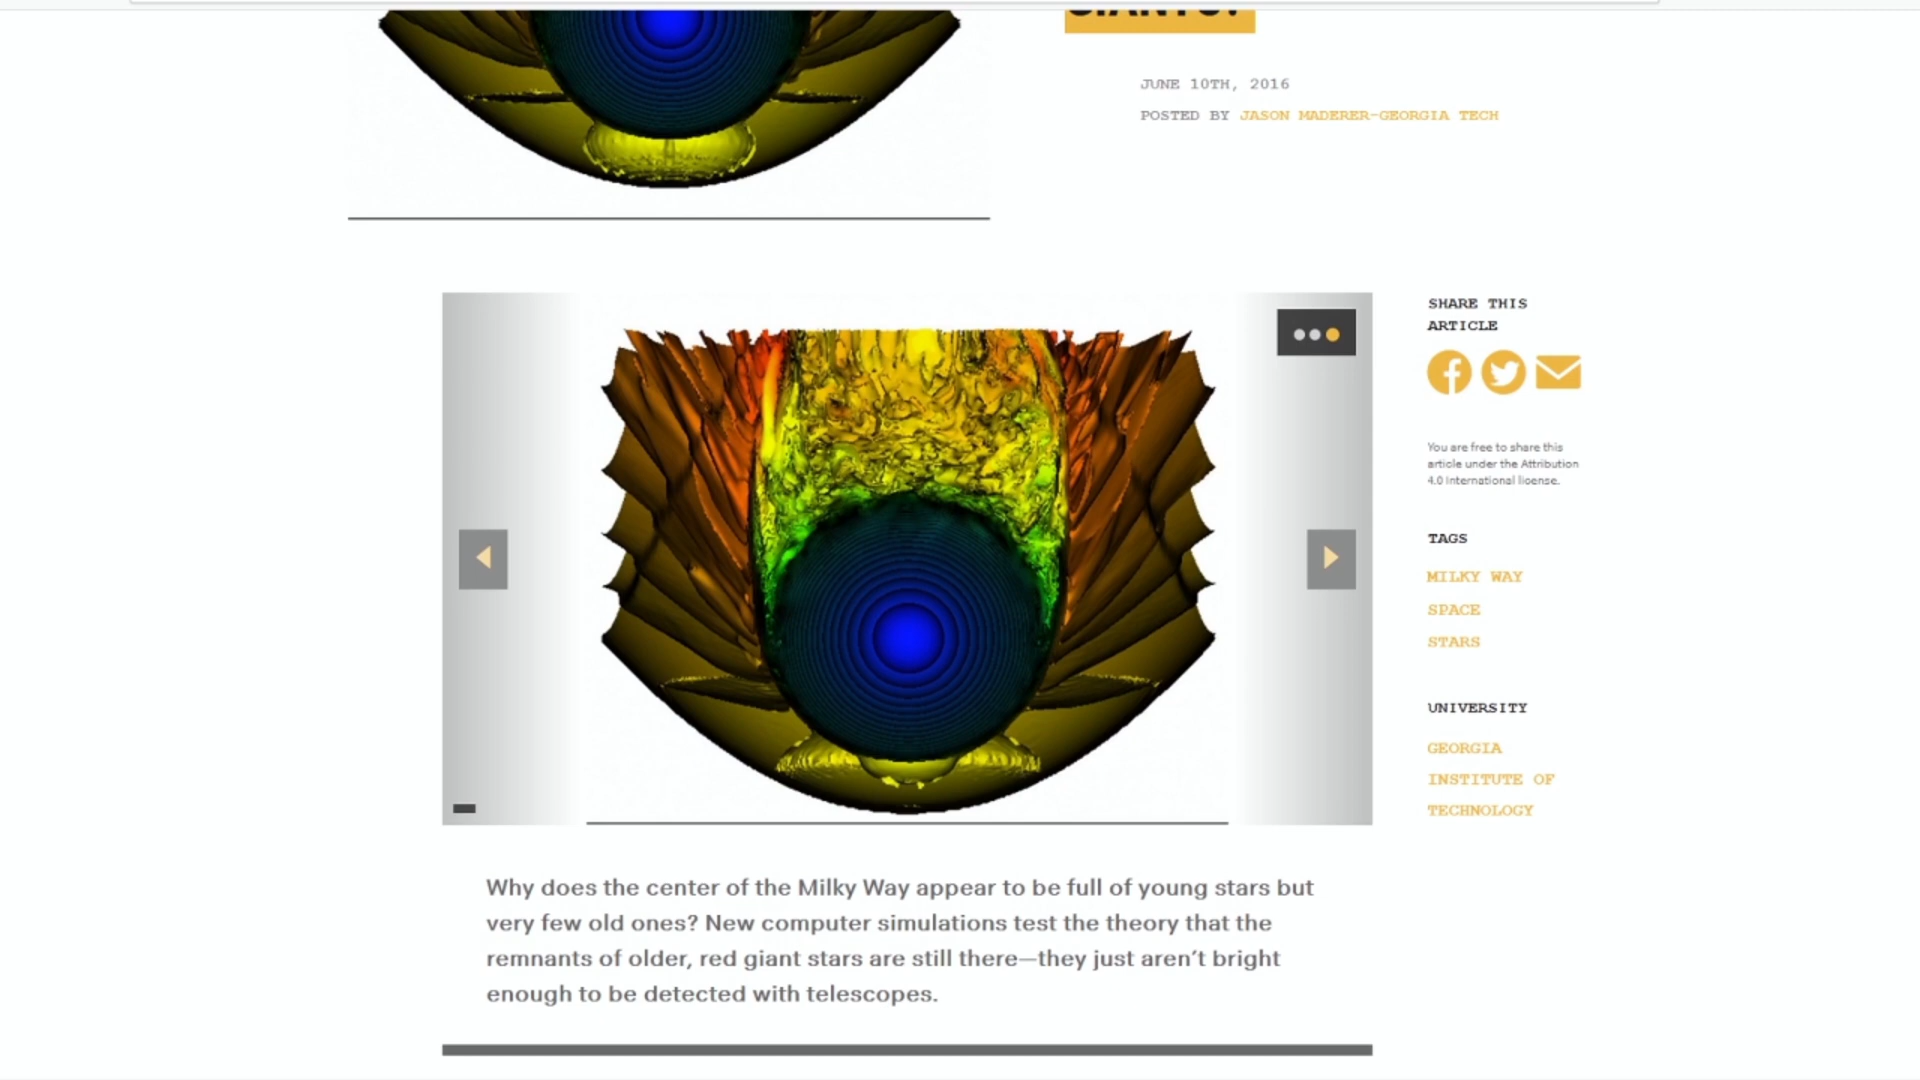 GIANTS?
JUNE 10TH, 2016
POSTED BY JASON MADERER-GEORGIA TECH
SHARE THIS
ARTICLE
You are free to share this
article under the Attribution
4.0 International license.
TAGS
MILKY WAY
SPACE
STARS
UNIVERSITY
GEORGIA
INSTITUTE OF
TECHNOLOGY
Why does the center of the Milky Way appear to be full of young stars but
very few old ones? New computer simulations test the theory that the
remnants of older, red giant stars are still there—they just aren’t bright
enough to be detected with telescopes.